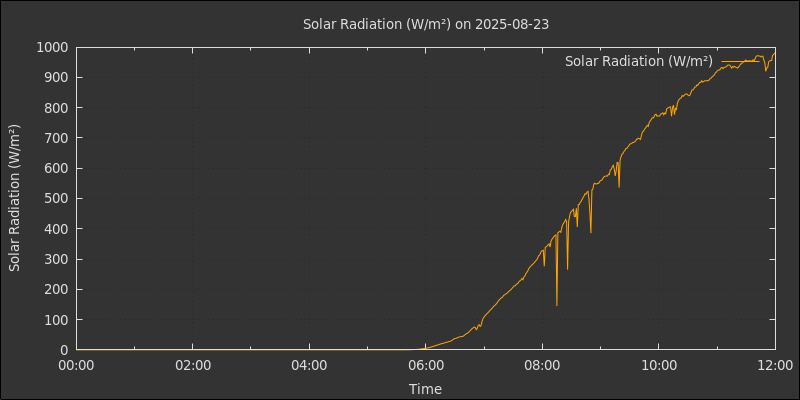 Solar Radiation (W/m²) on 2025-08-23
Solar Radiation (W/m²)
Solar Radiation (W/m²)
1000
900
800
700
600
500
400
300
200
100
0
00:00 02:00 04:00 06:00 08:00 10:00 12:00
Time